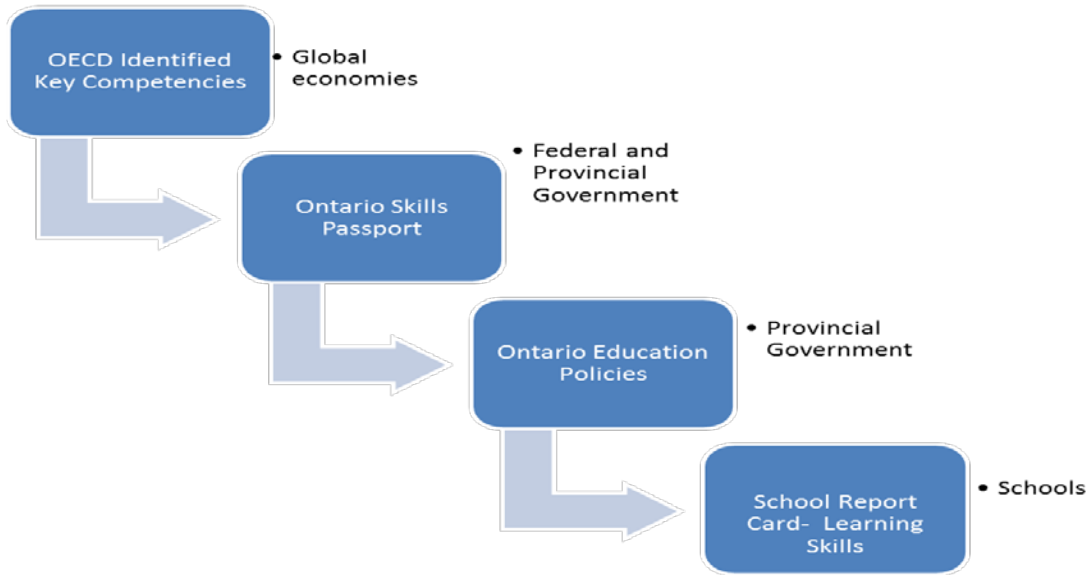 OECD Identified
Key Competencies
• Global
economies
Ontario Skills
Passport
• Federal and
Provincial
Government
Ontario Education
Policies
• Provincial
Government
School Report
Card- Learning
Skills
• Schools